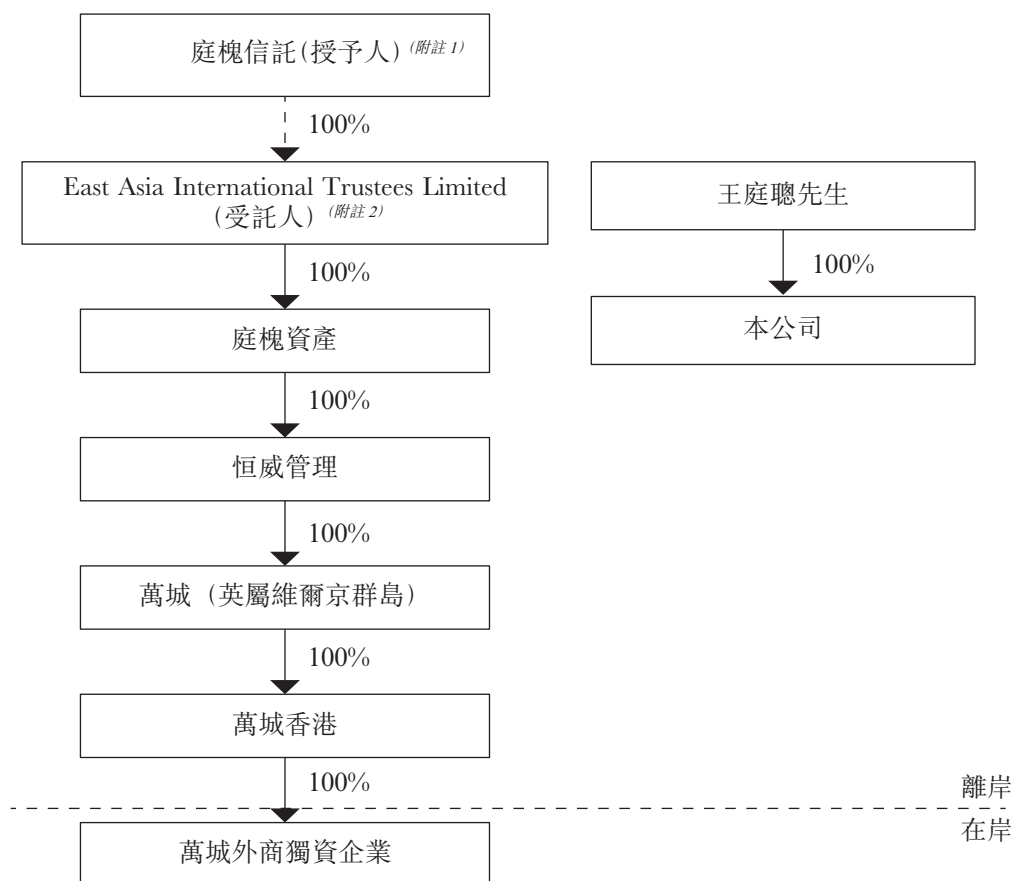 庭槐信託(授予人) (附註 1)
100%
East Asia International Trustees Limited
(受託人) (附註 2)
100%
庭槐資產
100%
恒威管理
100%
萬城 (英屬維爾京群島)
100%
萬城香港
100%
萬城外商獨資企業
王庭聰先生
100%
本公司
離岸
在岸